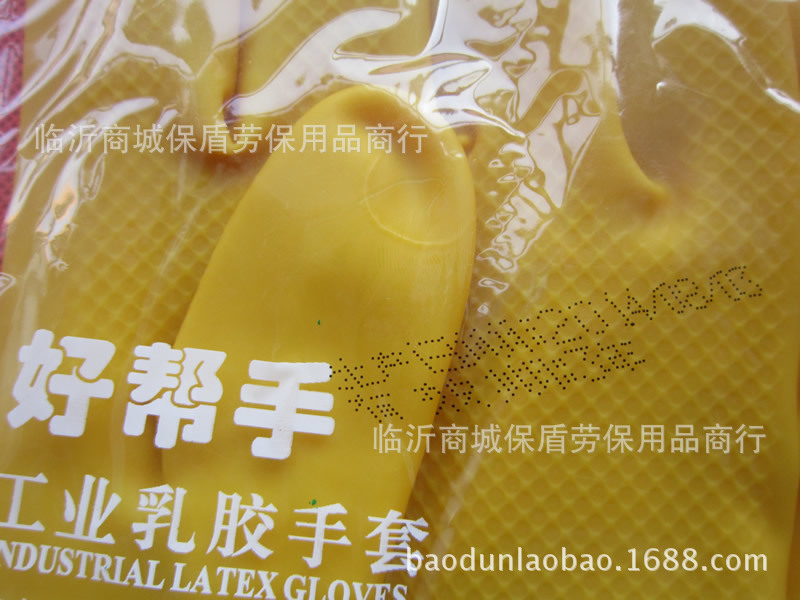 临沂商城保盾劳保用品商行
好帮手
临沂商城保盾劳保用品商行
工业乳胶手套
INDUSTRIAL LATEX GLOVES
baodunlaobao.1688.com